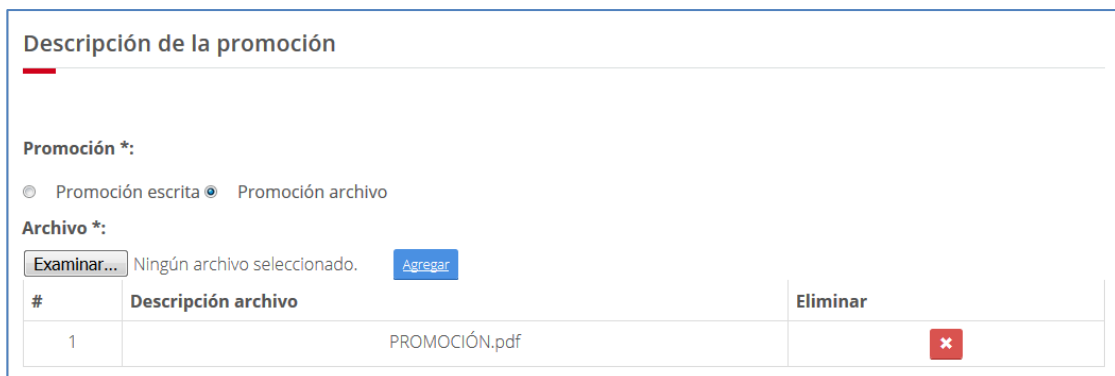 Descripción de la promoción
Promoción *:
Promoción escrita Promoción archivo
Archivo *:
Examinar... Ningún archivo seleccionado. Agregar
# Descripción archivo Eliminar
1 PROMOCIÓN.pdf